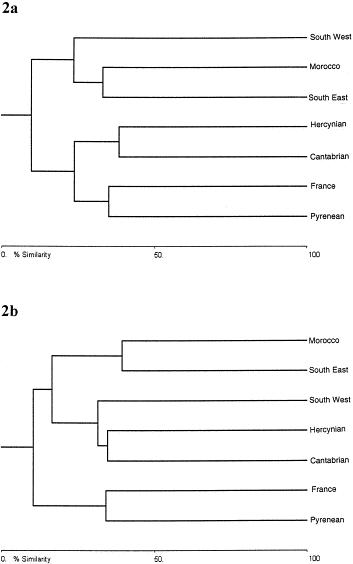 2a
South West
Morocco
South East
Hercynian
Cantabrian
France
Pyrenean
0. % Similarity 50. 100
2b
Morocco
South East
South West
Hercynian
Cantabrian
France
Pyrenean
0. % Similarity 50. 100